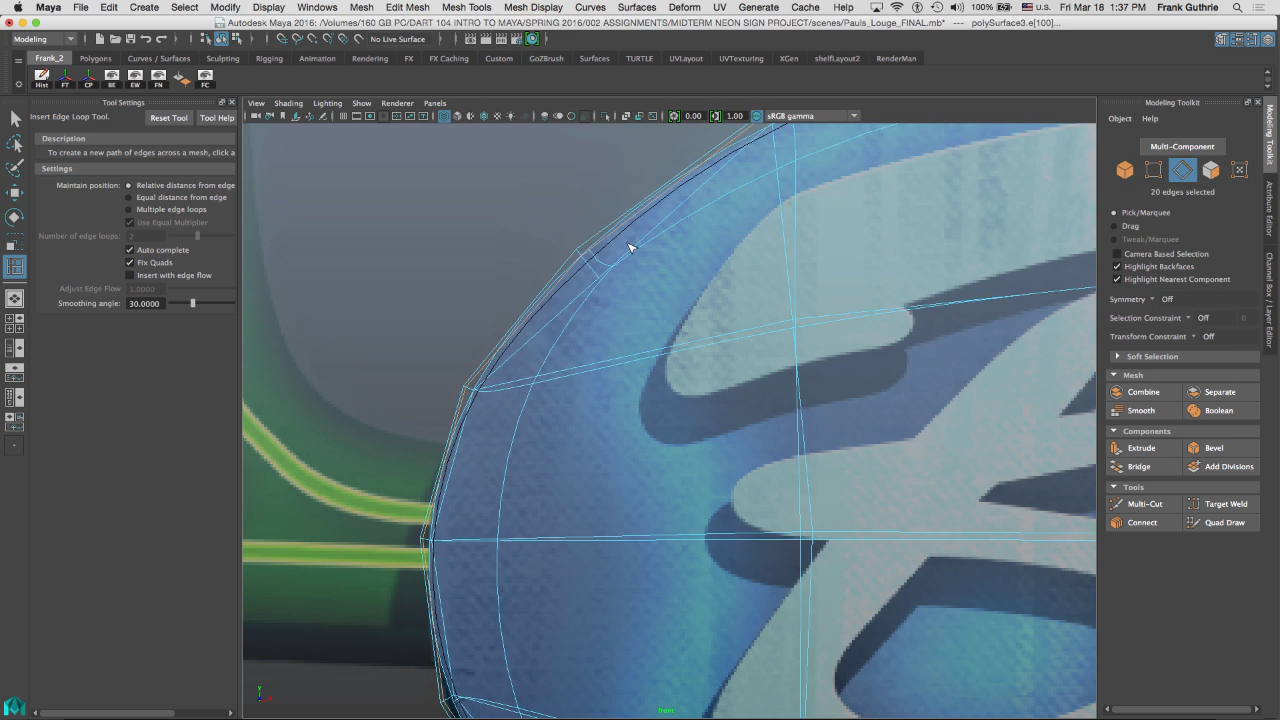 Maya File Edit Create Select Modify Display Windows Mesh Edit Mesh Mesh Tools Mesh Display Curves Surfaces Deform UV Generate Cache Help U.S. 100% Fri Mar 18 1:37 PM Frank Guthrie
Autodesk Maya 2016: /Volumes/160 GB PC/DART 104 INTRO TO MAYA/SPRING 2016/002 ASSIGNMENTS/MIDTERM NEON SIGN PROJECT/scenes/Pauls_Louge_FINAL.mb* --- polySurface3.e[100]...
Modeling No Live Surface
Frank_2 Polygons Curves / Surfaces Sculpting Rigging Animation Rendering FX FX Caching Custom GoZBrush Surfaces TURTLE UVLayout XGen shelfLayout2 RenderMan
Hist FT CP BE EW FN FC
Tool Settings
Insert Edge Loop Tool. Reset Tool Tool Help
Description
To create a new path of edges across a mesh, click a
Settings
Maintain position: Relative distance from edge
Equal distance from edge
Multiple edge loops
Use Equal Multiplier
Number of edge loops: 2
Auto complete
Fix Quads
Insert with edge flow
Adjust Edge Flow 1.0000
Smoothing angle: 30.0000
View Shading Lighting Show Renderer Panels
0.00 1.00 sRGB gamma
front
Modeling Toolkit
Object Help
Multi-Component
20 edges selected
Pick/Marquee
Drag
Tweak/Marquee
Camera Based Selection
Highlight Backfaces
Highlight Nearest Component
Symmetry Off
Selection Constraint Off 0
Transform Constraint Off
Soft Selection
Mesh
Combine Separate
Smooth Boolean
Components
Extrude Bevel
Bridge Add Divisions
Tools
Multi-Cut Target Weld
Connect Quad Draw
Modeling Toolkit
Attribute Editor
Channel Box / Layer Editor